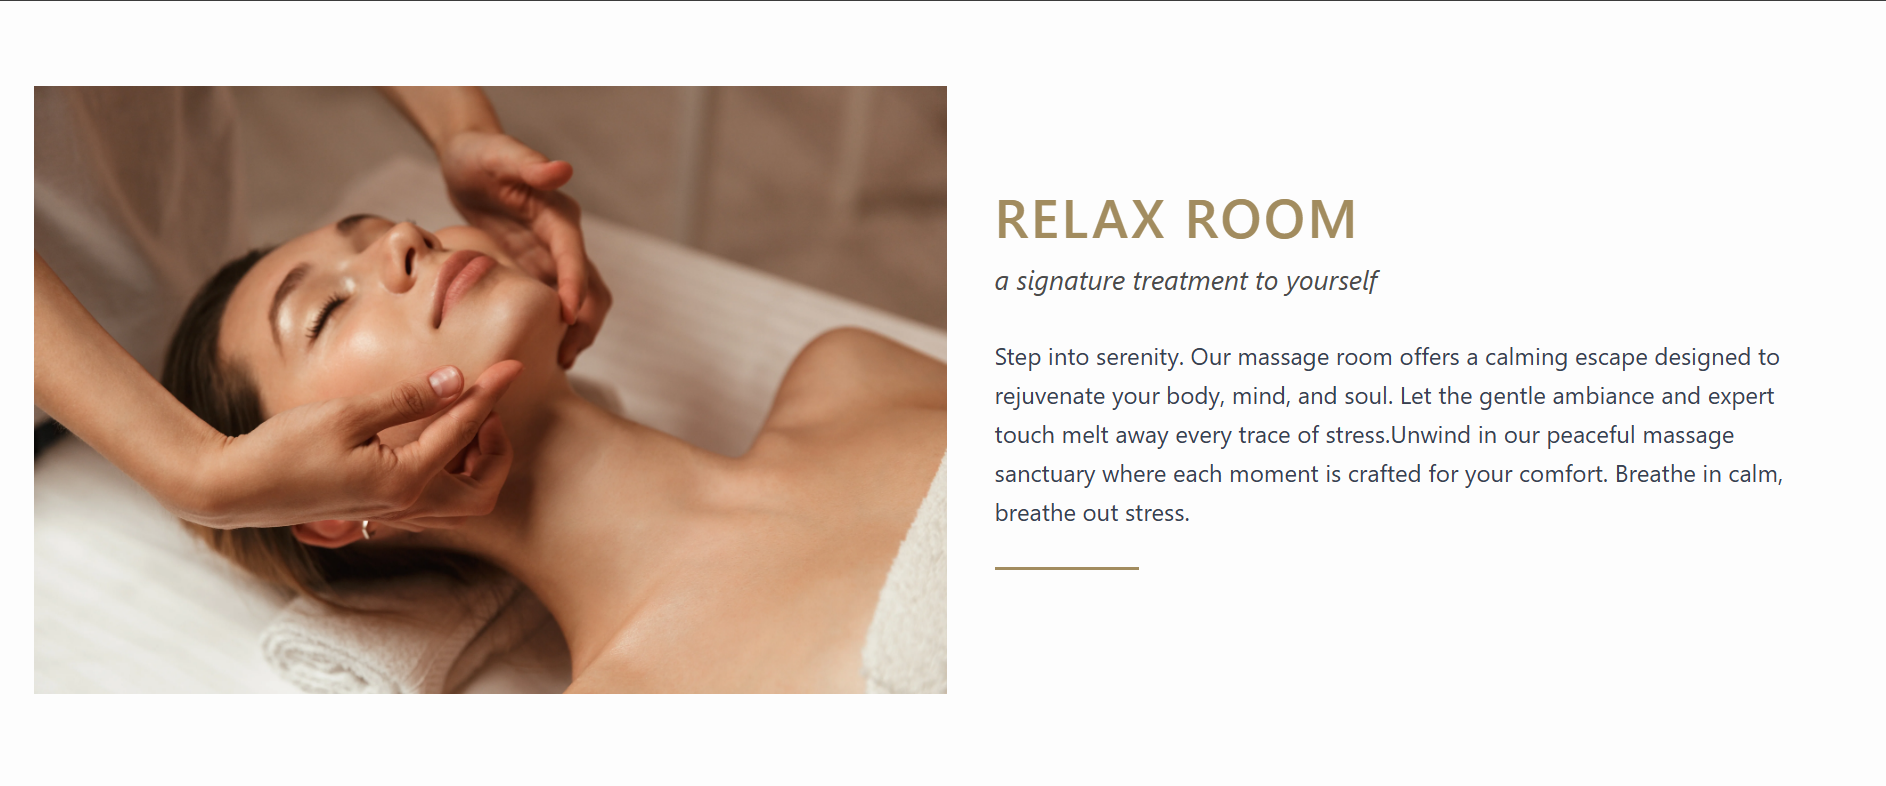 RELAX ROOM
a signature treatment to yourself
Step into serenity. Our massage room offers a calming escape designed to
rejuvenate your body, mind, and soul. Let the gentle ambiance and expert
touch melt away every trace of stress.Unwind in our peaceful massage
sanctuary where each moment is crafted for your comfort. Breathe in calm,
breathe out stress.